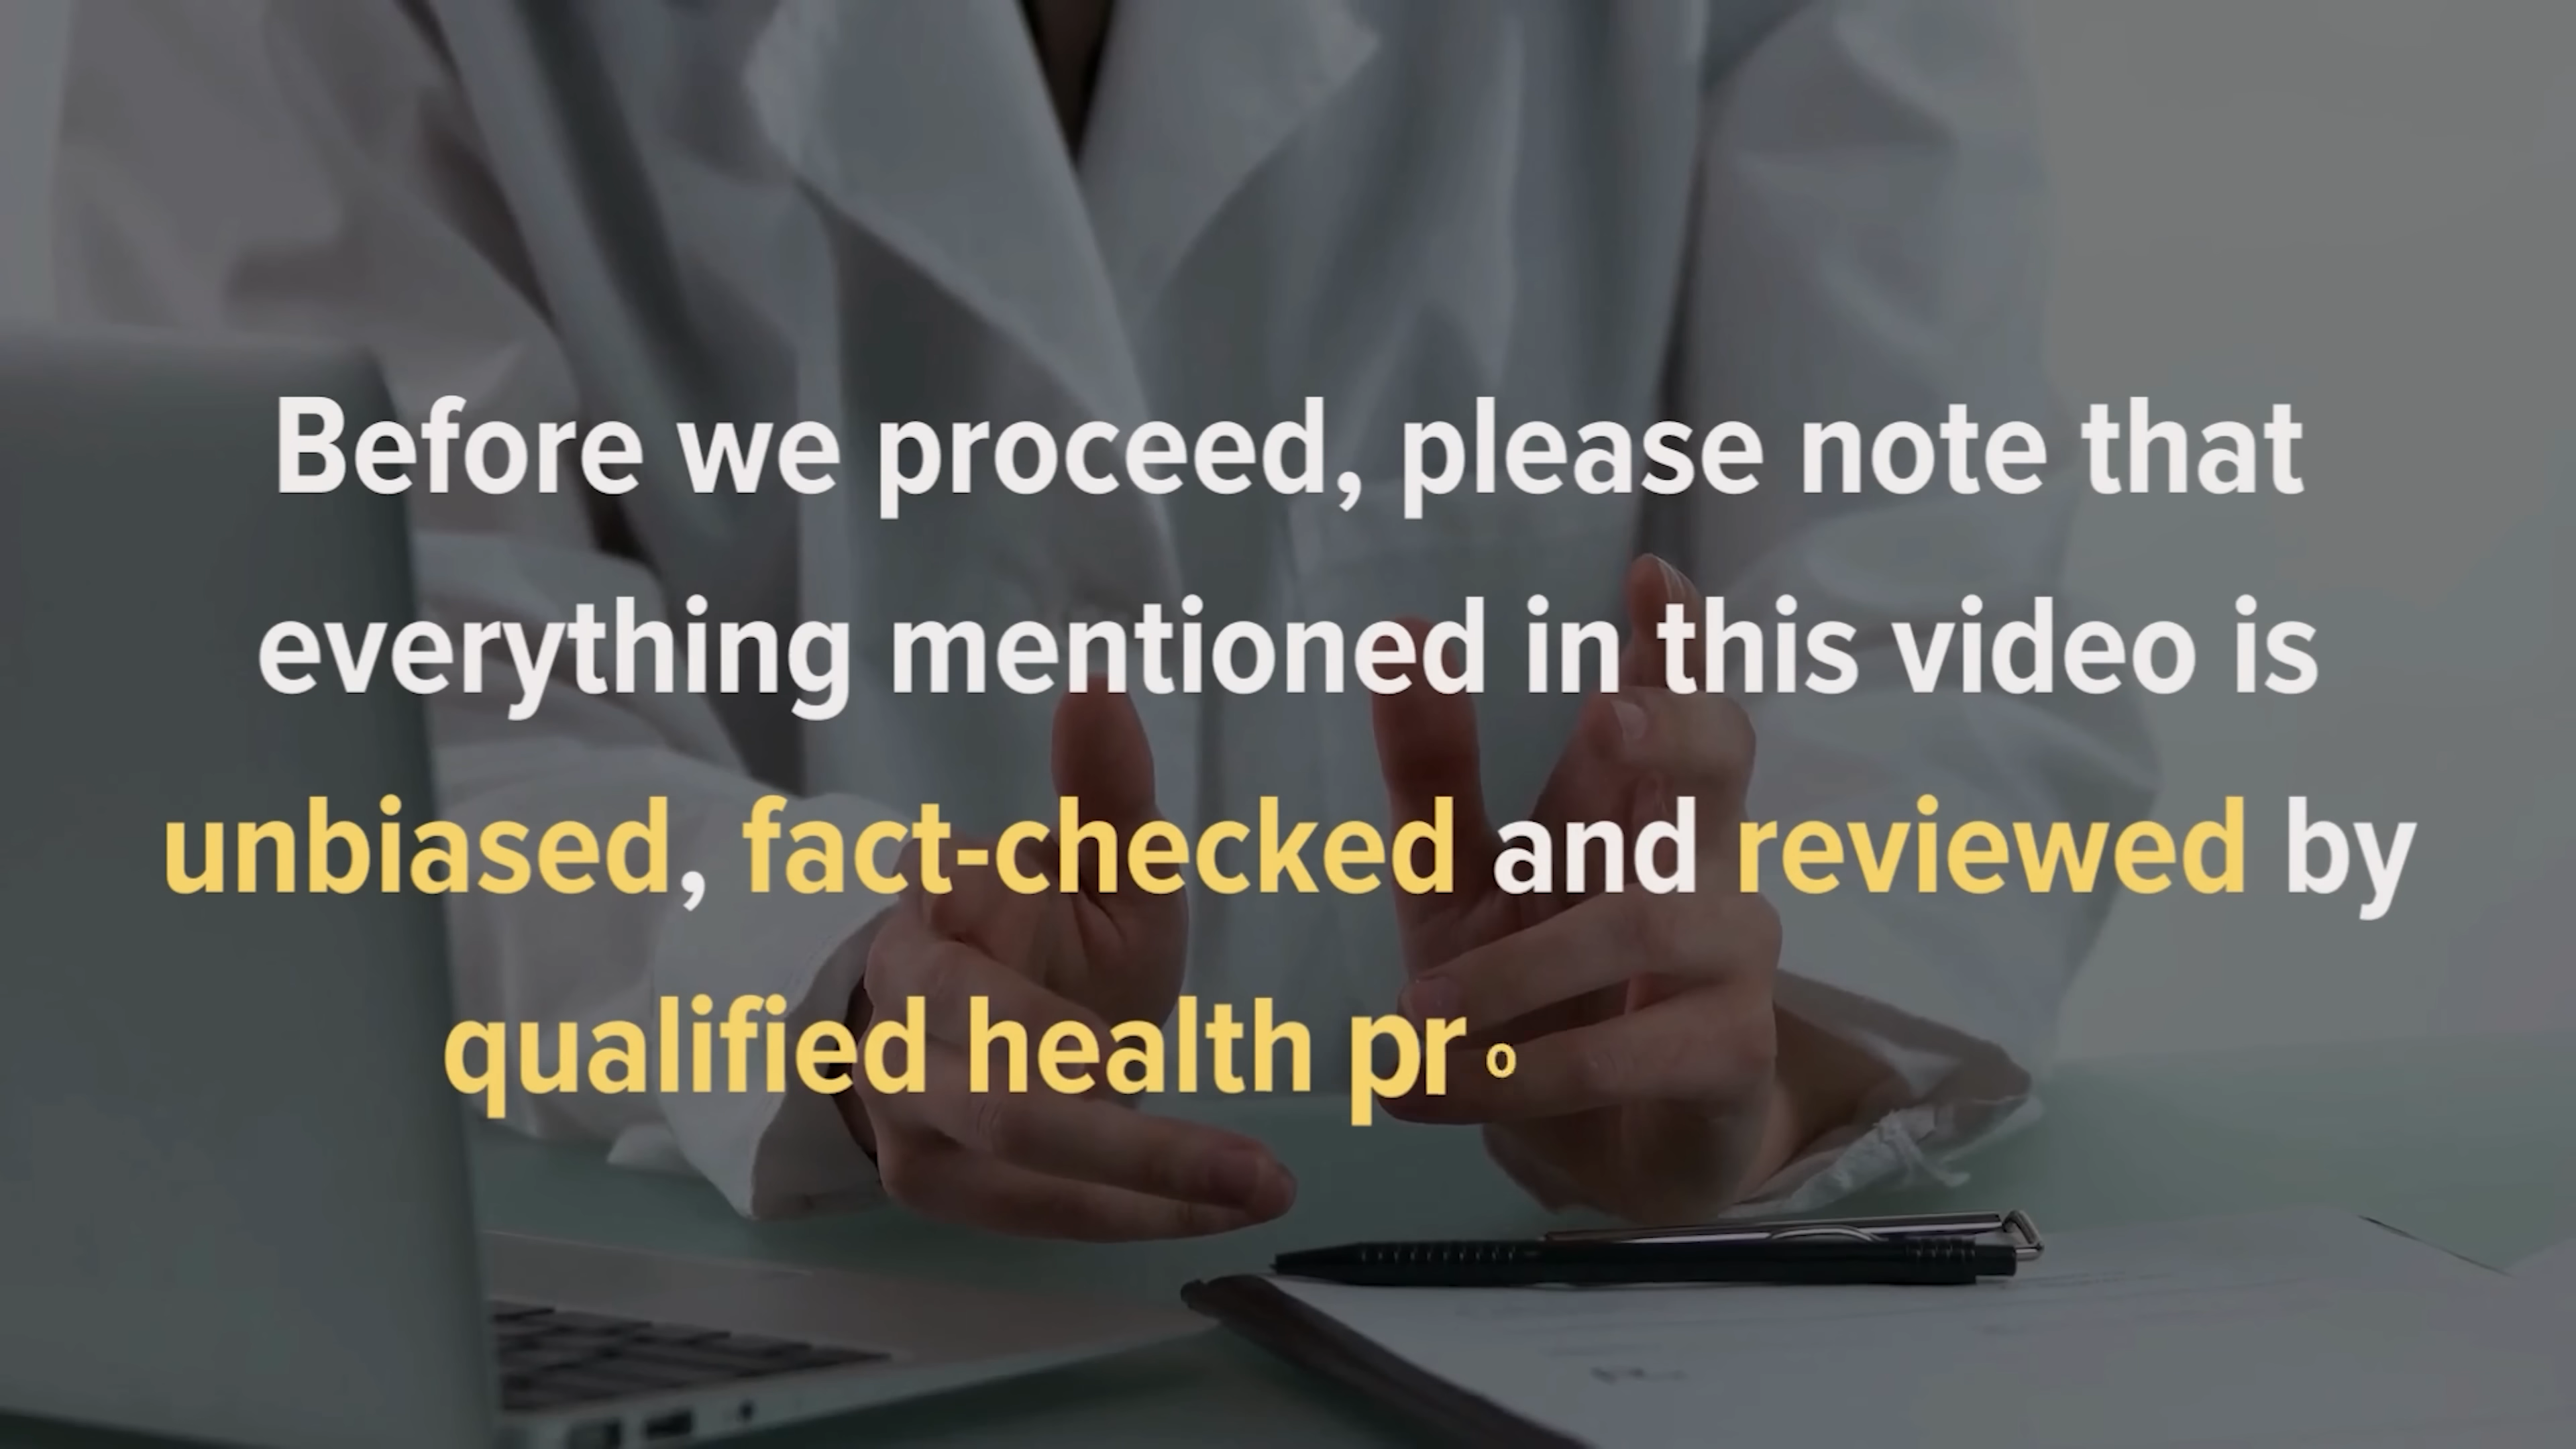 Before we proceed, please note that
everything mentioned in this video is
unbiased, fact-checked and reviewed by
qualified health pro